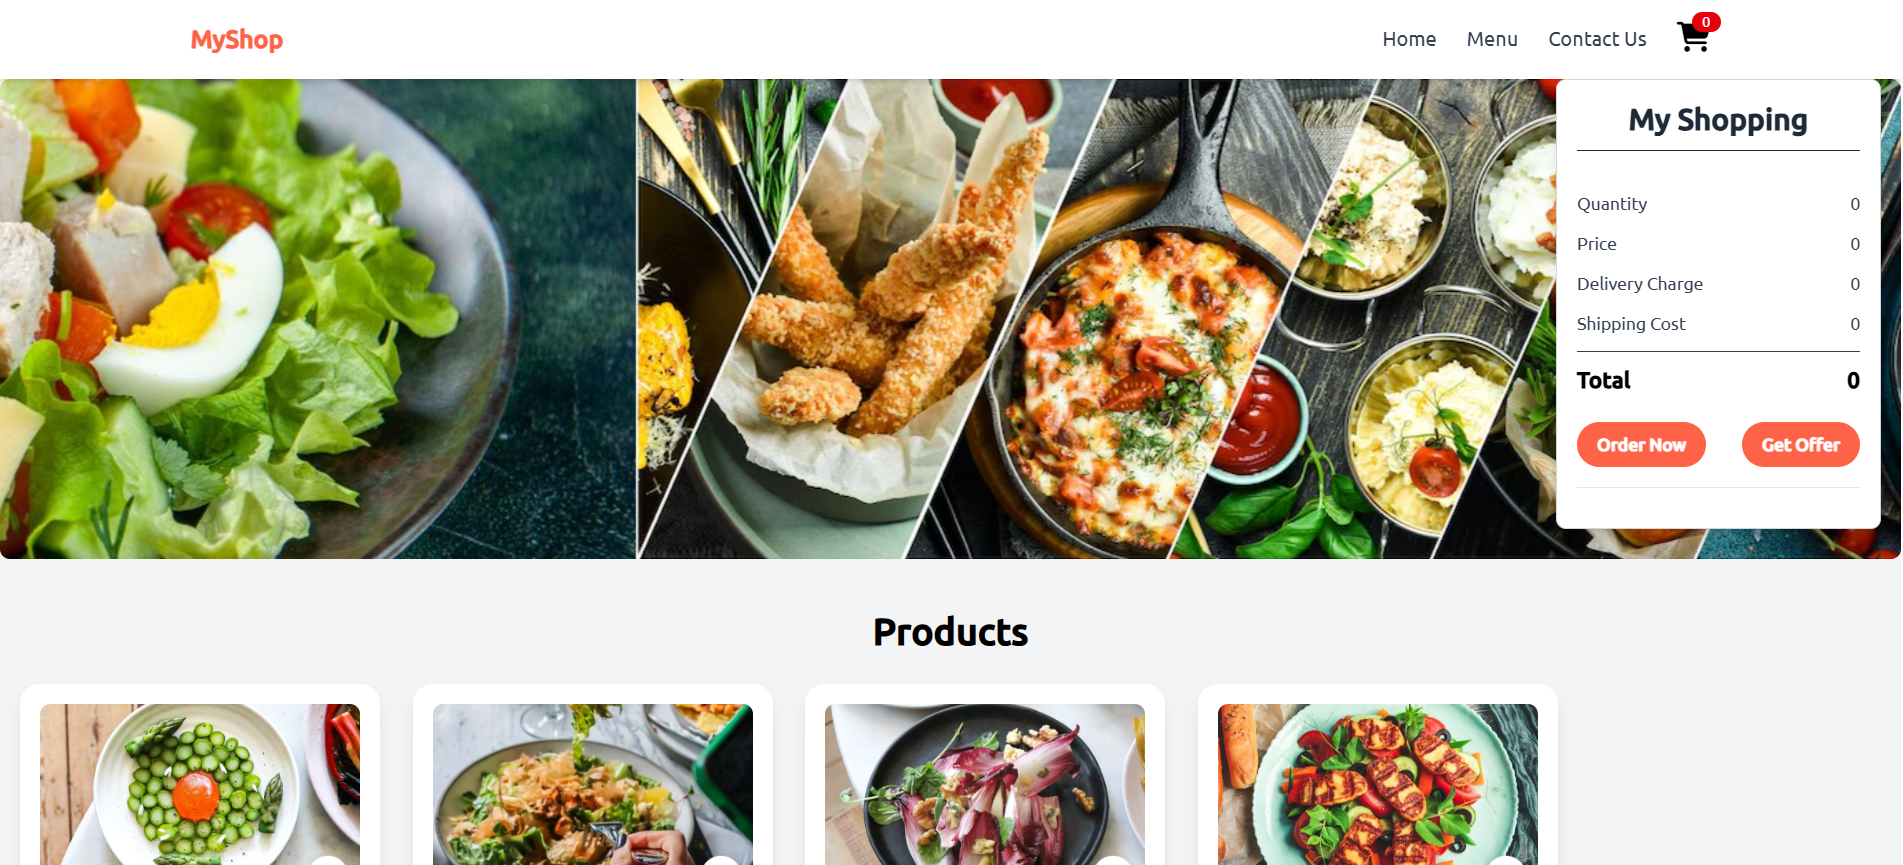 MyShop
Home Menu Contact Us 0
My Shopping
Quantity 0
Price 0
Delivery Charge 0
Shipping Cost 0
Total 0
Order Now Get Offer
Products